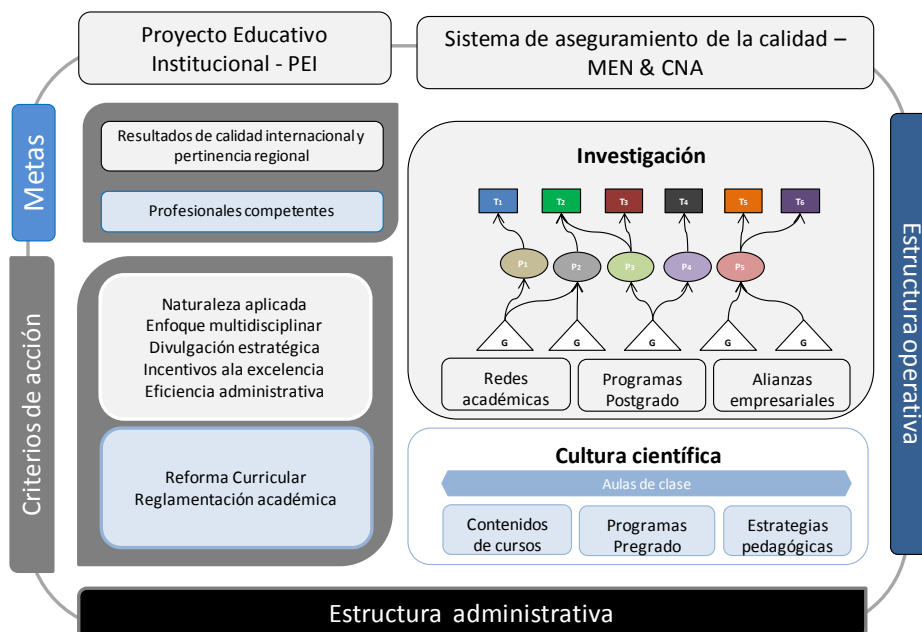 Proyecto Educativo
Institucional - PEI
Sistema de aseguramiento de la calidad –
MEN & CNA
Metas
Resultados de calidad internacional y
pertinencia regional
Profesionales competentes
Criterios de acción
Naturaleza aplicada
Enfoque multidisciplinar
Divulgación estratégica
Incentivos ala excelencia
Eficiencia administrativa
Reforma Curricular
Reglamentación académica
Investigación
T1 T2 T3 T4 T5 T6
P1 P2 P3 P4 P5
G G G G G
Redes
académicas
Programas
Postgrado
Alianzas
empresariales
Cultura científica
Aulas de clase
Contenidos
de cursos
Programas
Pregrado
Estrategias
pedagógicas
Estructura operativa
Estructura administrativa